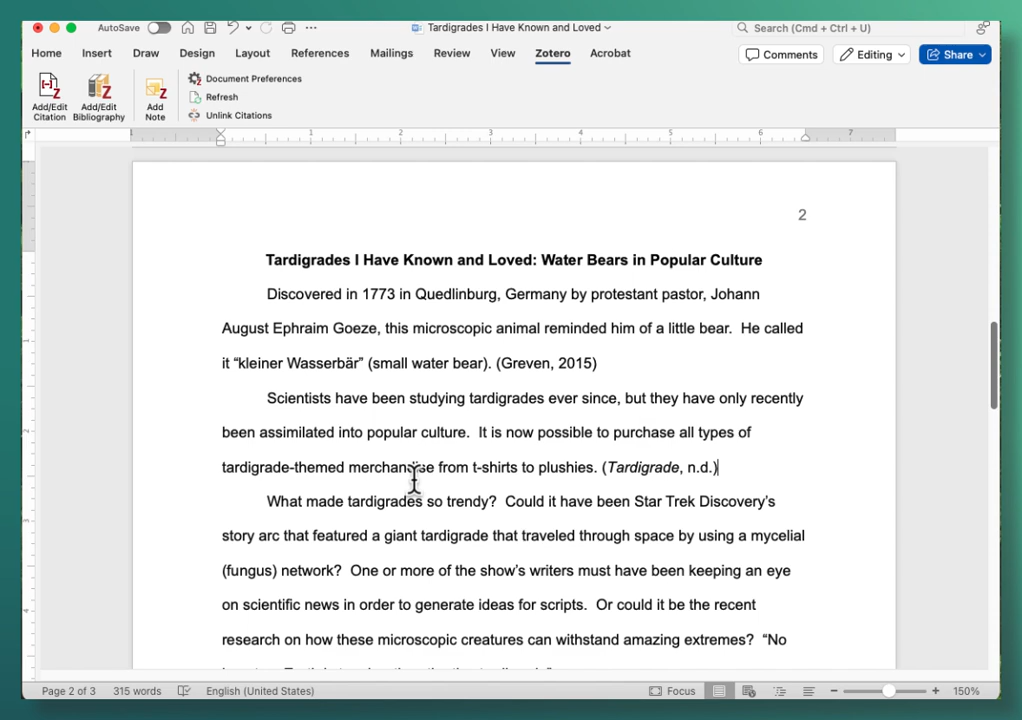 AutoSave
Tardigrades I Have Known and Loved
Search (Cmd + Ctrl + U)
Home Insert Draw Design Layout References Mailings Review View Zotero Acrobat
Comments Editing Share
Add/Edit Citation
Add/Edit Bibliography
Add Note
Document Preferences
Refresh
Unlink Citations
1 1 2 3 4 5 6 7
2
Tardigrades I Have Known and Loved: Water Bears in Popular Culture
Discovered in 1773 in Quedlinburg, Germany by protestant pastor, Johann
August Ephraim Goeze, this microscopic animal reminded him of a little bear.  He called
it “kleiner Wasserbär” (small water bear). (Greven, 2015)
Scientists have been studying tardigrades ever since, but they have only recently
been assimilated into popular culture.  It is now possible to purchase all types of
tardigrade-themed merchandise from t-shirts to plushies. (Tardigrade, n.d.)
What made tardigrades so trendy?  Could it have been Star Trek Discovery’s
story arc that featured a giant tardigrade that traveled through space by using a mycelial
(fungus) network?  One or more of the show’s writers must have been keeping an eye
on scientific news in order to generate ideas for scripts.  Or could it be the recent
research on how these microscopic creatures can withstand amazing extremes?  “No
Page 2 of 3 315 words English (United States) Focus 150%